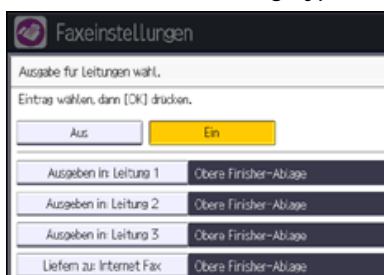 Faxeinstellungen
Ausgabe für Leitungen wähl.
Eintrag wählen, dann [OK] drücken.
Aus Ein
Ausgeben in: Leitung 1 Obere Finisher-Ablage
Ausgeben in: Leitung 2 Obere Finisher-Ablage
Ausgeben in: Leitung 3 Obere Finisher-Ablage
Liefern zu: Internet Fax Obere Finisher-Ablage